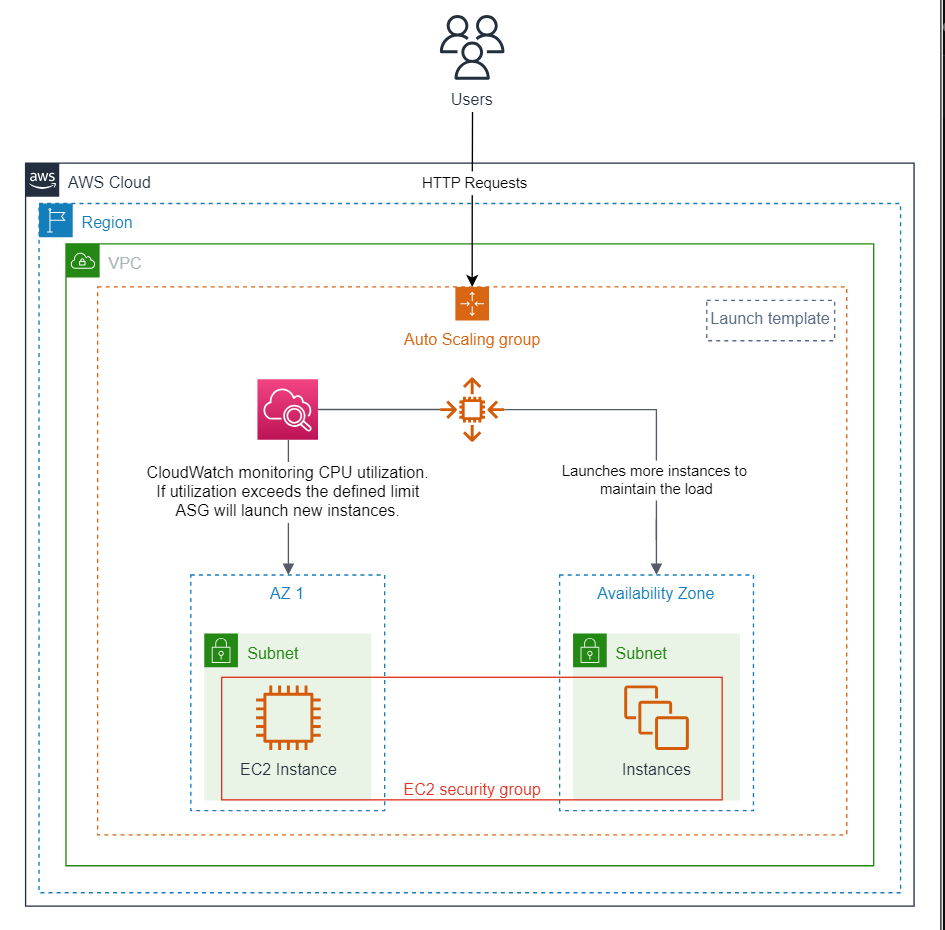 Users
HTTP Requests
aws
AWS Cloud
Region
VPC
Auto Scaling group
Launch template
CloudWatch monitoring CPU utilization.
If utilization exceeds the defined limit
ASG will launch new instances.
Launches more instances to
maintain the load
AZ 1
Availability Zone
Subnet
Subnet
EC2 Instance
Instances
EC2 security group